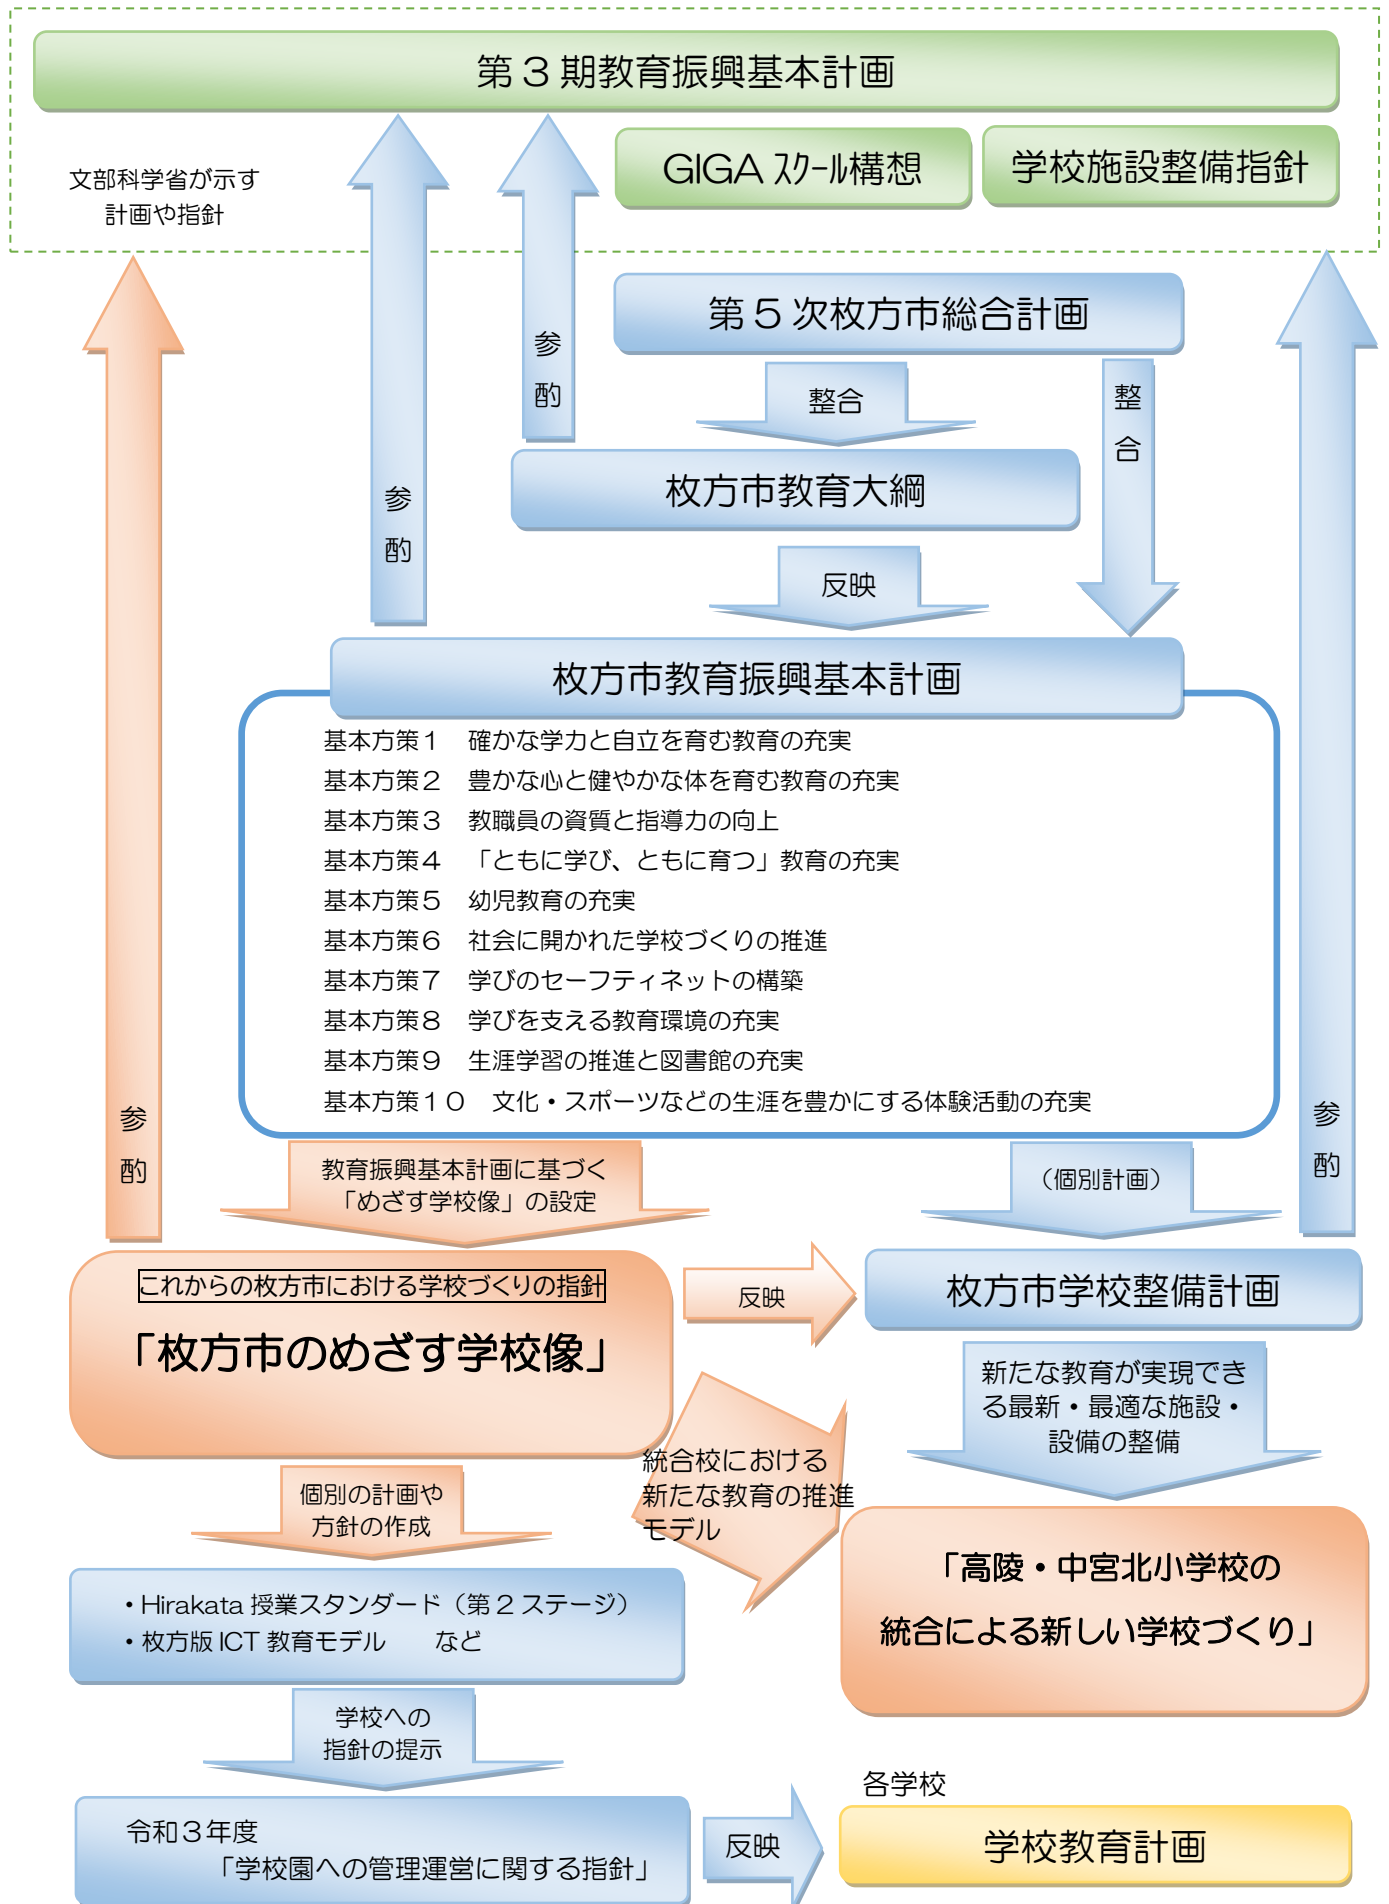 第３期教育振興基本計画
GIGA ｽｸｰﾙ構想
学校施設整備指針
文部科学省が示す
計画や指針
第５次枚方市総合計画
参
酌
整合
整
合
枚方市教育大綱
参
酌
反映
枚方市教育振興基本計画
基本方策１　確かな学力と自立を育む教育の充実
基本方策２　豊かな心と健やかな体を育む教育の充実
基本方策３　教職員の資質と指導力の向上
基本方策４　「ともに学び、ともに育つ」教育の充実
基本方策５　幼児教育の充実
基本方策６　社会に開かれた学校づくりの推進
基本方策７　学びのセーフティネットの構築
基本方策８　学びを支える教育環境の充実
基本方策９　生涯学習の推進と図書館の充実
基本方策１０　文化・スポーツなどの生涯を豊かにする体験活動の充実
参
酌
参
酌
教育振興基本計画に基づく
「めざす学校像」の設定
（個別計画）
これからの枚方市における学校づくりの指針
「枚方市のめざす学校像」
反映
枚方市学校整備計画
新たな教育が実現でき
る最新・最適な施設・
設備の整備
統合校における
新たな教育の推進
モデル
個別の計画や
方針の作成
「高陵・中宮北小学校の
統合による新しい学校づくり」
・Hirakata 授業スタンダード（第２ステージ）
・枚方版 ICT 教育モデル　　など
学校への
指針の提示
各学校
令和３年度
「学校園への管理運営に関する指針」
反映
学校教育計画